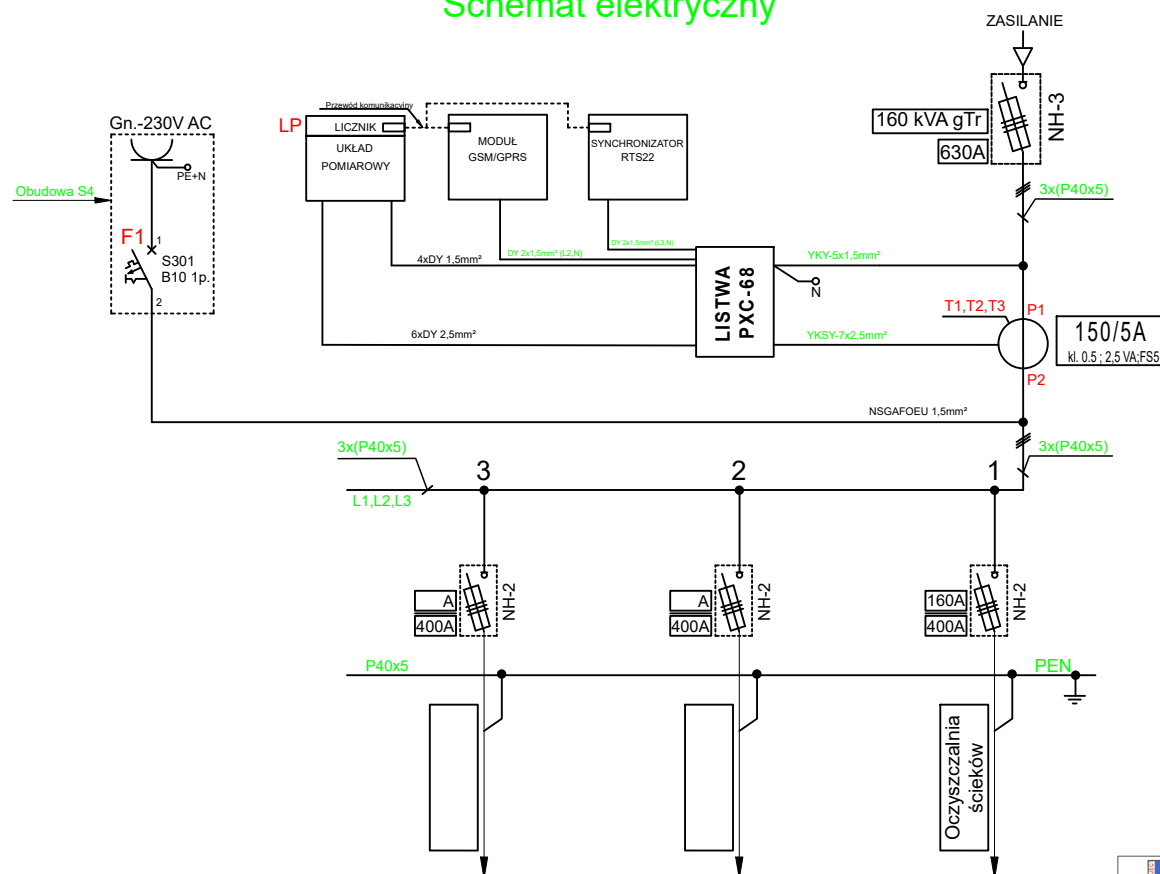 Schemat elektryczny
ZASILANIE
NH-3
160 kVA gTr
630A
3x(P40x5)
Gn.-230V AC
PE+N
Obudowa S4
F1
1
S301
B10 1p.
2
Przewód komunikacyjny
LP
LICZNIK
UKŁAD
POMIAROWY
MODUŁ
GSM/GPRS
SYNCHRONIZATOR
RTS22
DY 2x1,5mm² (L2,N)
DY 2x1,5mm² (L3,N)
4xDY 1,5mm²
6xDY 2,5mm²
LISTWA
PXC-68
YKY-5x1,5mm²
N
YKSY-7x2,5mm²
T1,T2,T3
P1
P2
150/5A
kl. 0.5 ; 2,5 VA;FS5
NSGAFOEU 1,5mm²
3x(P40x5)
3x(P40x5)
L1,L2,L3
3
2
1
A
400A
NH-2
A
400A
NH-2
160A
400A
NH-2
P40x5
PEN
Oczyszczalnia
ścieków